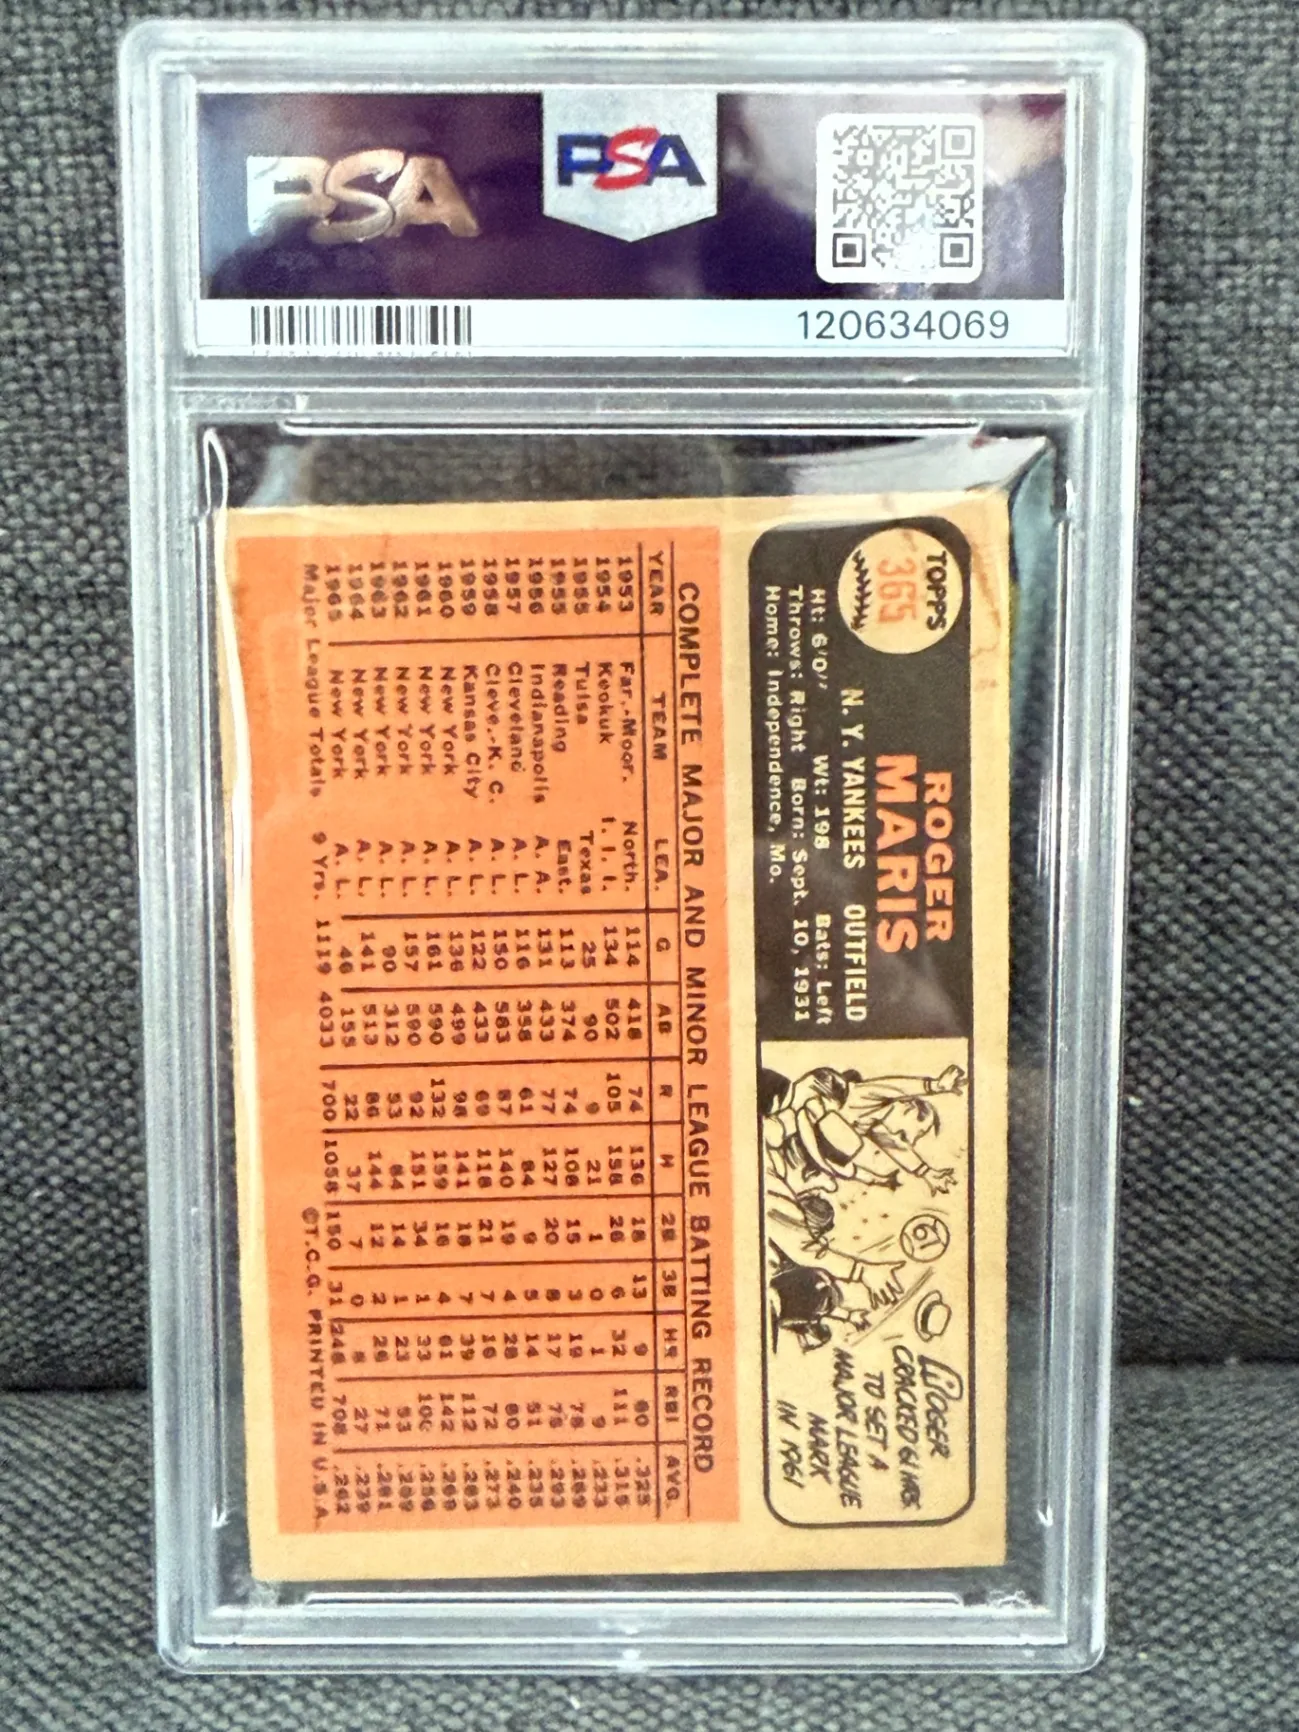 PSA
PSA
120634069
TOPPS
365
ROGER
MARIS
N. Y. YANKEES OUTFIELD
Ht: 6'0" Wt: 198 Bats: Left
Throws: Right Born: Sept. 10, 1931
Home: Independence, Mo.
61
ROGER
CRACKED 61 HRS.
TO SET A
MAJOR LEAGUE
MARK
IN 1961
COMPLETE MAJOR AND MINOR LEAGUE BATTING RECORD
YEAR TEAM LEA. G AB R H 2B 3B HR RBI AVG.
1953 Far.-Moor. North. 114 418 74 136 18 13 9 80 .325
1954 Keokuk I. I. I. 134 502 105 158 26 6 32 111 .315
1955 Tulsa Texas 25 90 9 21 1 0 1 9 .233
1955 Reading East. 113 374 74 108 15 3 19 78 .289
1956 Indianapolis A. A. 131 433 77 127 20 8 17 75 .293
1957 Cleveland A. L. 116 358 61 84 9 5 14 51 .235
1958 Cleve.-K. C. A. L. 150 583 87 140 19 4 28 80 .240
1959 Kansas City A. L. 122 433 69 118 21 7 16 72 .273
1960 New York A. L. 136 499 98 141 18 7 39 112 .283
1961 New York A. L. 161 590 132 159 16 4 61 142 .269
1962 New York A. L. 157 590 92 151 34 1 33 100 .256
1963 New York A. L. 90 312 53 84 14 1 23 53 .269
1964 New York A. L. 141 513 86 144 12 2 26 71 .281
1965 New York A. L. 46 155 22 37 7 0 8 27 .239
Major League Totals 9 Yrs. 1119 4033 700 1058 150 31 248 708 .262
©T.C.G. PRINTED IN U.S.A.